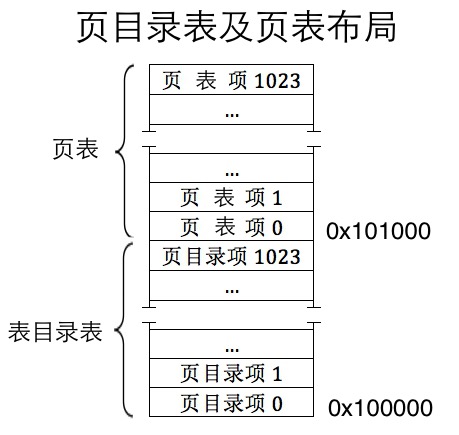 页目录表及页表布局
页 表 项 1023
...
页表
...
页 表 项 1
页 表 项 0
0x101000
页目录项 1023
...
表目录表
...
页目录项 1
页目录项 0
0x100000